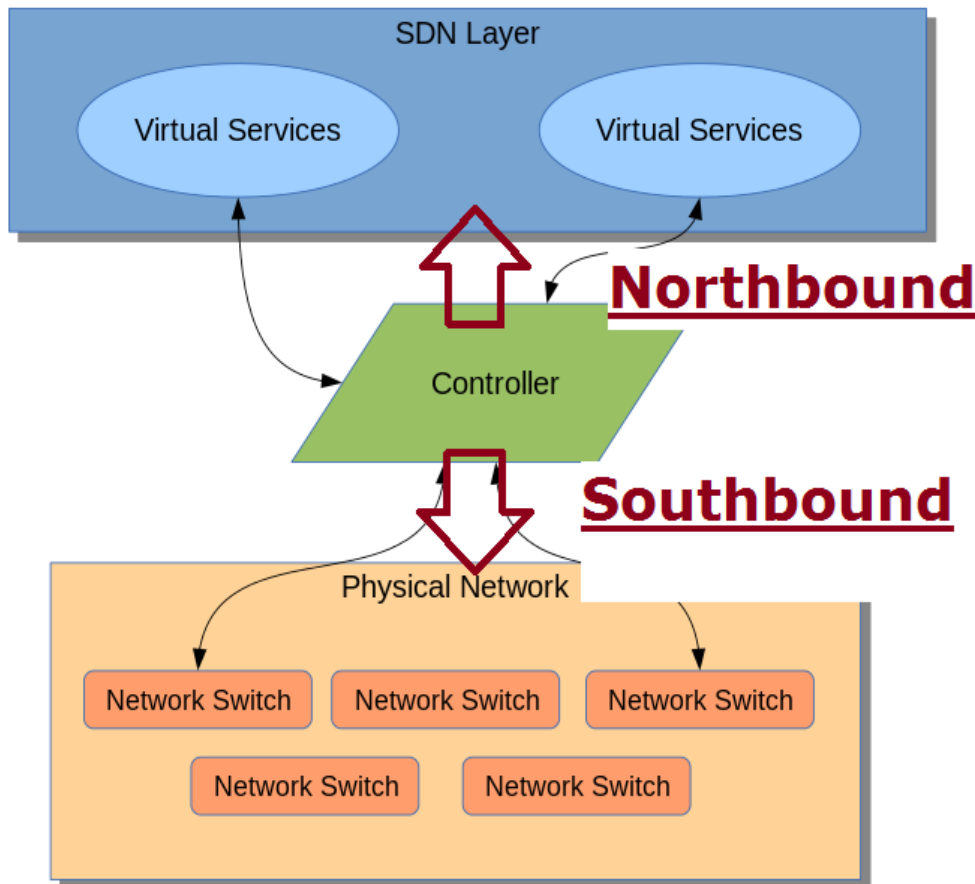 SDN Layer
Virtual Services
Virtual Services
Northbound
Controller
Southbound
Physical Network
Network Switch
Network Switch
Network Switch
Network Switch
Network Switch